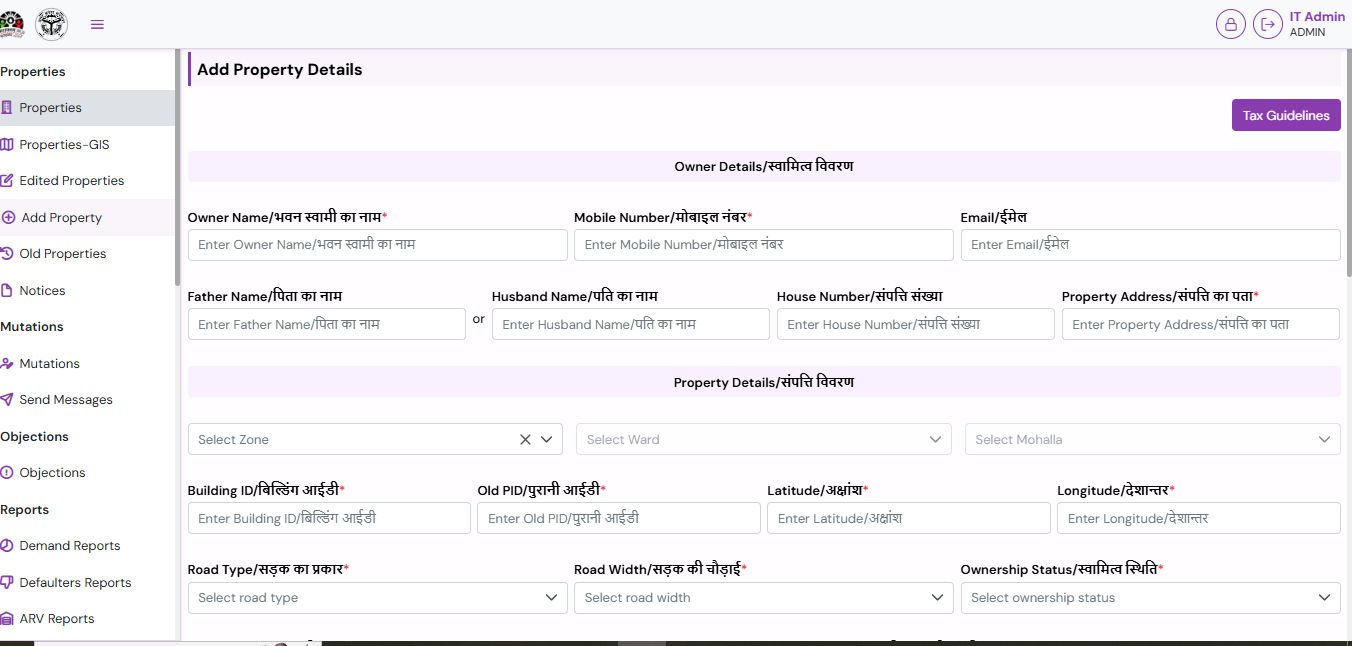 IT Admin
ADMIN
Properties
Properties
Properties-GIS
Edited Properties
Add Property
Old Properties
Notices
Mutations
Mutations
Send Messages
Objections
Objections
Reports
Demand Reports
Defaulters Reports
ARV Reports
Add Property Details
Tax Guidelines
Owner Details/स्वामित्व विवरण
Owner Name/भवन स्वामी का नाम* Mobile Number/मोबाइल नंबर* Email/ईमेल
Enter Owner Name/भवन स्वामी का नाम Enter Mobile Number/मोबाइल नंबर Enter Email/ईमेल
Father Name/पिता का नाम Husband Name/पति का नाम House Number/संपत्ति संख्या Property Address/संपत्ति का पता*
Enter Father Name/पिता का नाम or Enter Husband Name/पति का नाम Enter House Number/संपत्ति संख्या Enter Property Address/संपत्ति का पता
Property Details/संपत्ति विवरण
Select Zone Select Ward Select Mohalla
Building ID/बिल्डिंग आईडी* Old PID/पुरानी आईडी* Latitude/अक्षांश* Longitude/देशान्तर*
Enter Building ID/बिल्डिंग आईडी Enter Old PID/पुरानी आईडी Enter Latitude/अक्षांश Enter Longitude/देशान्तर
Road Type/सड़क का प्रकार* Road Width/सड़क की चौड़ाई* Ownership Status/स्वामित्व स्थिति*
Select road type Select road width Select ownership status